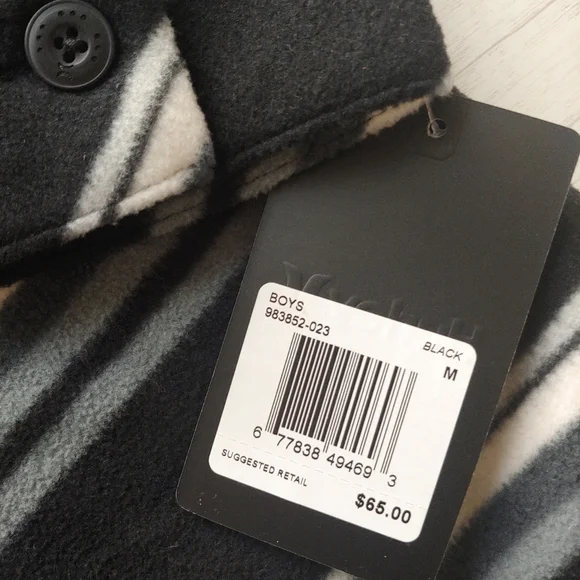 BOYS
983852-023
BLACK
M
6 77838 49469 3
SUGGESTED RETAIL
$65.00